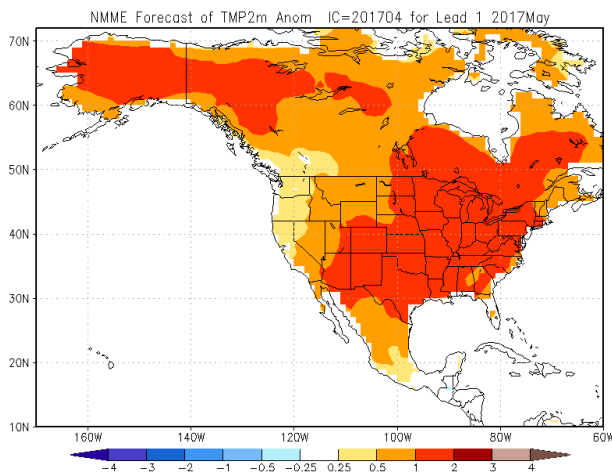 NMME Forecast of TMP2m Anom IC=201704 for Lead 1 2017May
70N
60N
50N
40N
30N
20N
10N
160W 140W 120W 100W 80W 60W
-4 -3 -2 -1 -0.5 -0.25 0.25 0.5 1 2 3 4